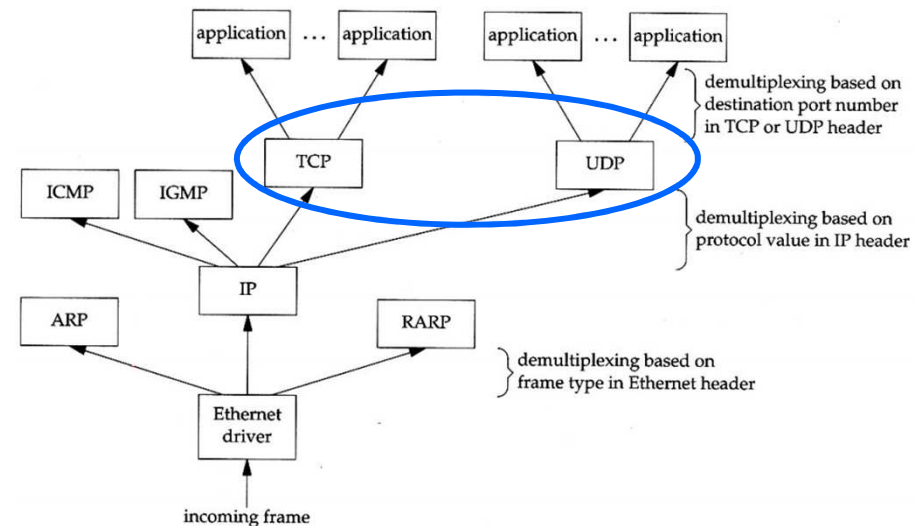 application ... application
application ... application
demultiplexing based on
destination port number
in TCP or UDP header
TCP
UDP
ICMP
IGMP
demultiplexing based on
protocol value in IP header
IP
ARP
RARP
demultiplexing based on
frame type in Ethernet header
Ethernet
driver
incoming frame